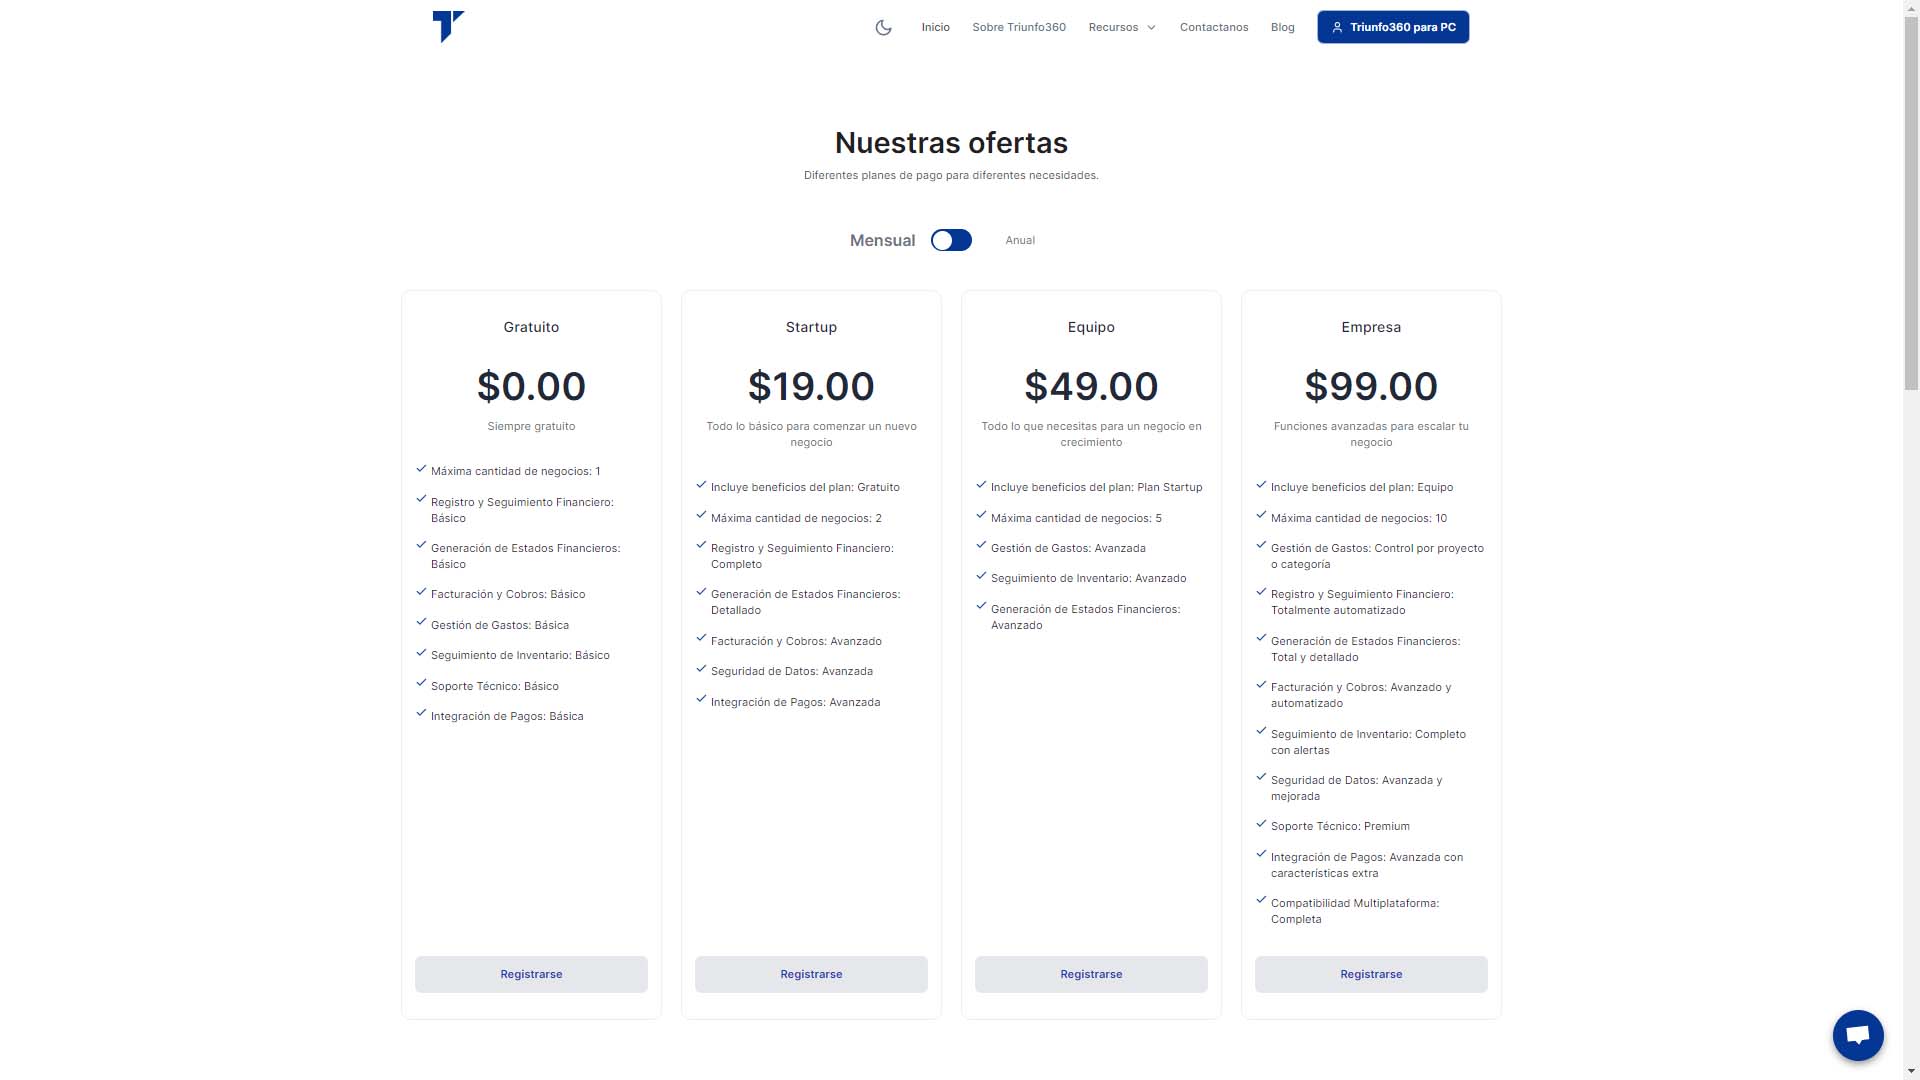 Inicio
Sobre Triunfo360
Recursos
Contactanos
Blog
Triunfo360 para PC
Nuestras ofertas
Diferentes planes de pago para diferentes necesidades.
Mensual
Anual
Gratuito
$0.00
Siempre gratuito
Máxima cantidad de negocios: 1
Registro y Seguimiento Financiero:
Básico
Generación de Estados Financieros:
Básico
Facturación y Cobros: Básico
Gestión de Gastos: Básica
Seguimiento de Inventario: Básico
Soporte Técnico: Básico
Integración de Pagos: Básica
Registrarse
Startup
$19.00
Todo lo básico para comenzar un nuevo
negocio
Incluye beneficios del plan: Gratuito
Máxima cantidad de negocios: 2
Registro y Seguimiento Financiero:
Completo
Generación de Estados Financieros:
Detallado
Facturación y Cobros: Avanzado
Seguridad de Datos: Avanzada
Integración de Pagos: Avanzada
Registrarse
Equipo
$49.00
Todo lo que necesitas para un negocio en
crecimiento
Incluye beneficios del plan: Plan Startup
Máxima cantidad de negocios: 5
Gestión de Gastos: Avanzada
Seguimiento de Inventario: Avanzado
Generación de Estados Financieros:
Avanzado
Registrarse
Empresa
$99.00
Funciones avanzadas para escalar tu
negocio
Incluye beneficios del plan: Equipo
Máxima cantidad de negocios: 10
Gestión de Gastos: Control por proyecto
o categoría
Registro y Seguimiento Financiero:
Totalmente automatizado
Generación de Estados Financieros:
Total y detallado
Facturación y Cobros: Avanzado y
automatizado
Seguimiento de Inventario: Completo
con alertas
Seguridad de Datos: Avanzada y
mejorada
Soporte Técnico: Premium
Integración de Pagos: Avanzada con
características extra
Compatibilidad Multiplataforma:
Completa
Registrarse